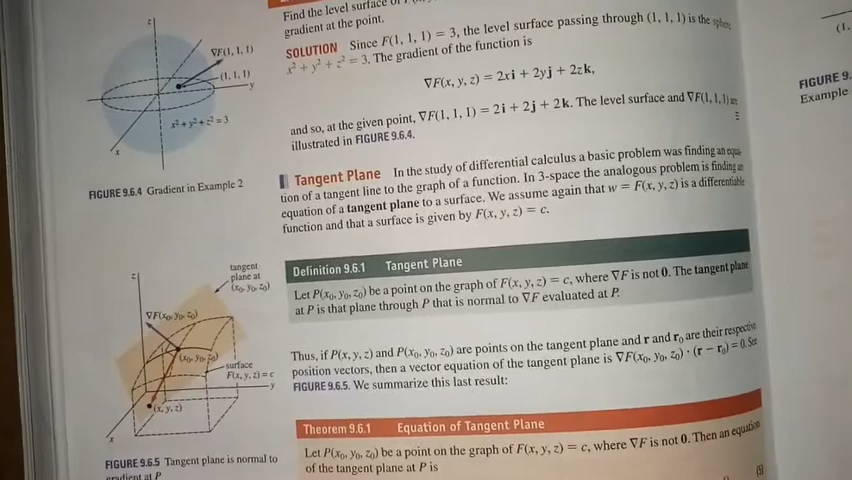 Find the level surface of
gradient at the point.
SOLUTION Since F(1, 1, 1) = 3, the level surface passing through (1, 1, 1) is the sphere
x² + y² + z² = 3. The gradient of the function is
∇F(x, y, z) = 2xi + 2yj + 2zk,
and so, at the given point, ∇F(1, 1, 1) = 2i + 2j + 2k. The level surface and ∇F(1, 1, 1) are
illustrated in FIGURE 9.6.4.
z
∇F(1, 1, 1)
(1, 1, 1)
y
x² + y² + z² = 3
x
FIGURE 9.6.4 Gradient in Example 2
Tangent Plane In the study of differential calculus a basic problem was finding an equa-
tion of a tangent line to the graph of a function. In 3-space the analogous problem is finding an
equation of a tangent plane to a surface. We assume again that w = F(x, y, z) is a differentiable
function and that a surface is given by F(x, y, z) = c.
Definition 9.6.1 Tangent Plane
Let P(x₀, y₀, z₀) be a point on the graph of F(x, y, z) = c, where ∇F is not 0. The tangent plane
at P is that plane through P that is normal to ∇F evaluated at P.
Thus, if P(x, y, z) and P(x₀, y₀, z₀) are points on the tangent plane and r and r₀ are their respective
position vectors, then a vector equation of the tangent plane is ∇F(x₀, y₀, z₀) · (r − r₀) = 0. See
FIGURE 9.6.5. We summarize this last result:
z
tangent
plane at
(x₀, y₀, z₀)
∇F(x₀, y₀, z₀)
(x₀, y₀, z₀)
surface
F(x, y, z) = c
y
(x, y, z)
x
FIGURE 9.6.5 Tangent plane is normal to
gradient at P
Theorem 9.6.1 Equation of Tangent Plane
Let P(x₀, y₀, z₀) be a point on the graph of F(x, y, z) = c, where ∇F is not 0. Then an equation
of the tangent plane at P is
(1,
FIGURE 9.
Example